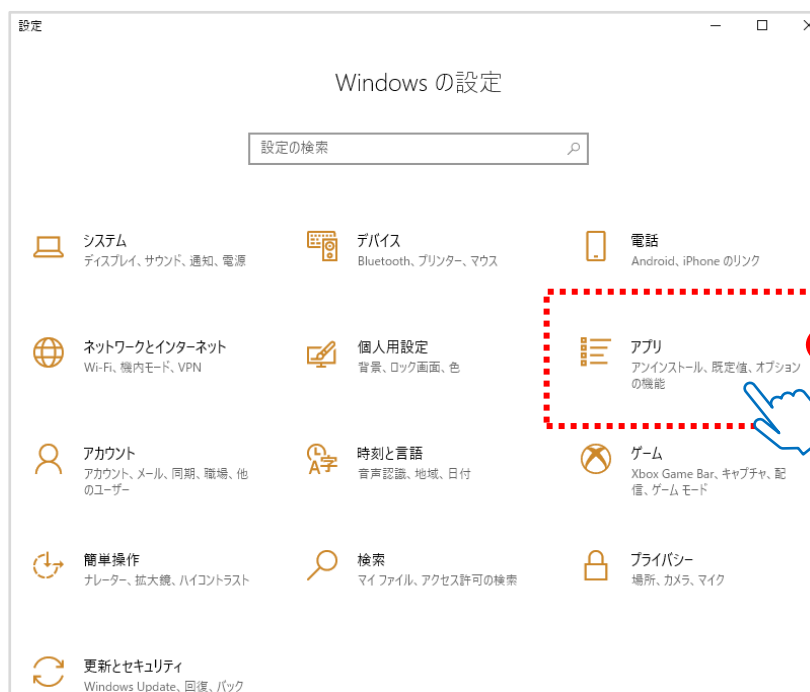 設定
Windows の設定
設定の検索
システム
ディスプレイ、サウンド、通知、電源
デバイス
Bluetooth、プリンター、マウス
電話
Android、iPhone のリンク
ネットワークとインターネット
Wi-Fi、機内モード、VPN
個人用設定
背景、ロック画面、色
アプリ
アンインストール、既定値、オプション
の機能
アカウント
アカウント、メール、同期、職場、他
のユーザー
時刻と言語
音声認識、地域、日付
ゲーム
Xbox Game Bar、キャプチャ、配
信、ゲーム モード
簡単操作
ナレーター、拡大鏡、ハイコントラスト
検索
マイ ファイル、アクセス許可の検索
プライバシー
場所、カメラ、マイク
更新とセキュリティ
Windows Update、回復、バック